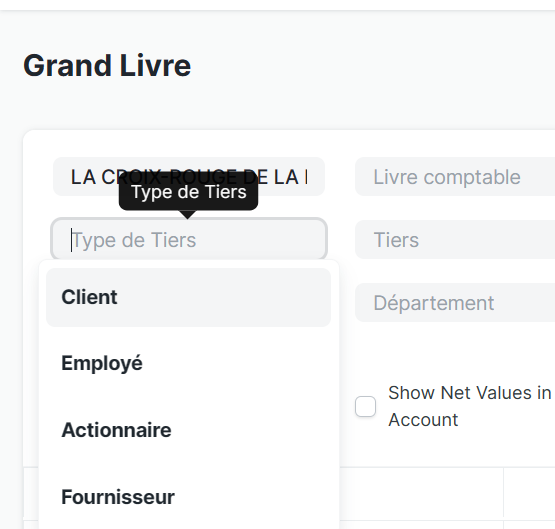 Grand Livre
LA CROIX-ROUGE DE LA
Livre comptable
Type de Tiers
Type de Tiers
Tiers
Client
Département
Employé
Show Net Values in
Account
Actionnaire
Fournisseur